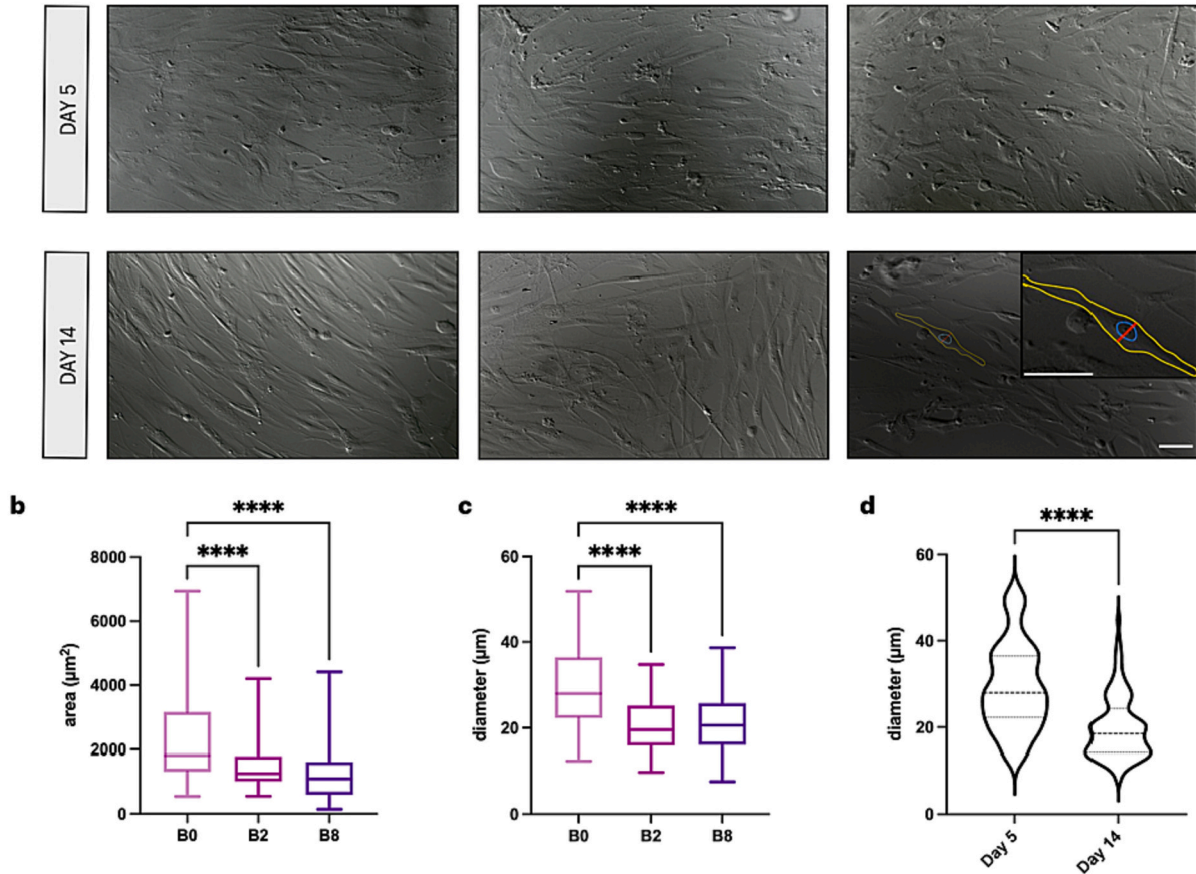 DAY 5
DAY 14
b
area (µm²)
8000
6000
4000
2000
0
****
****
B0
B2
B8
c
diameter (µm)
60
40
20
0
****
****
B0
B2
B8
d
diameter (µm)
60
40
20
0
****
Day 5
Day 14